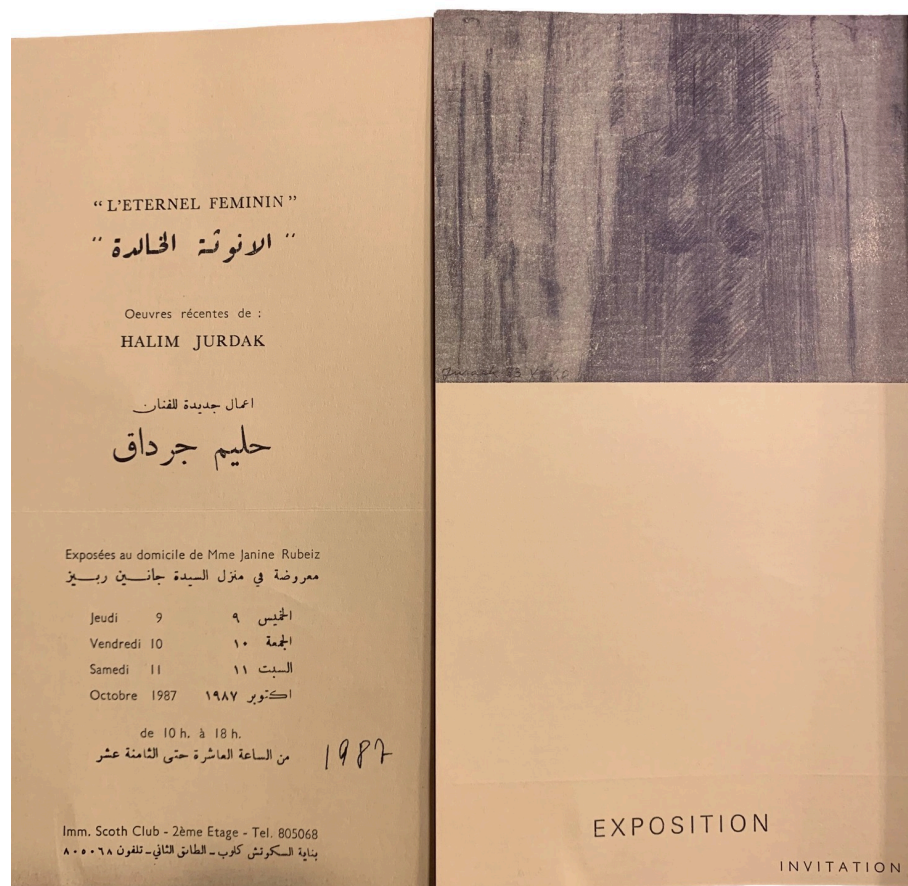 "L'ETERNEL FEMININ"
"الانوثة الخالدة"
Oeuvres récentes de :
HALIM JURDAK
اعمال جديدة للفنان
حليم جرداق
Exposées au domicile de Mme Janine Rubeiz
معروضة في منزل السيدة جانين ربيز
Jeudi 9 الخميس ٩
Vendredi 10 الجمعة ١٠
Samedi 11 السبت ١١
Octobre 1987 اكتوبر ١٩٨٧
de 10 h. à 18 h.
من الساعة العاشرة حتى الثامنة عشر
1987
Imm. Scoth Club - 2ème Etage - Tel. 805068
بناية السكوتش كلوب - الطابق الثاني - تلفون ٨٠٥٠٦٨
EXPOSITION
INVITATION